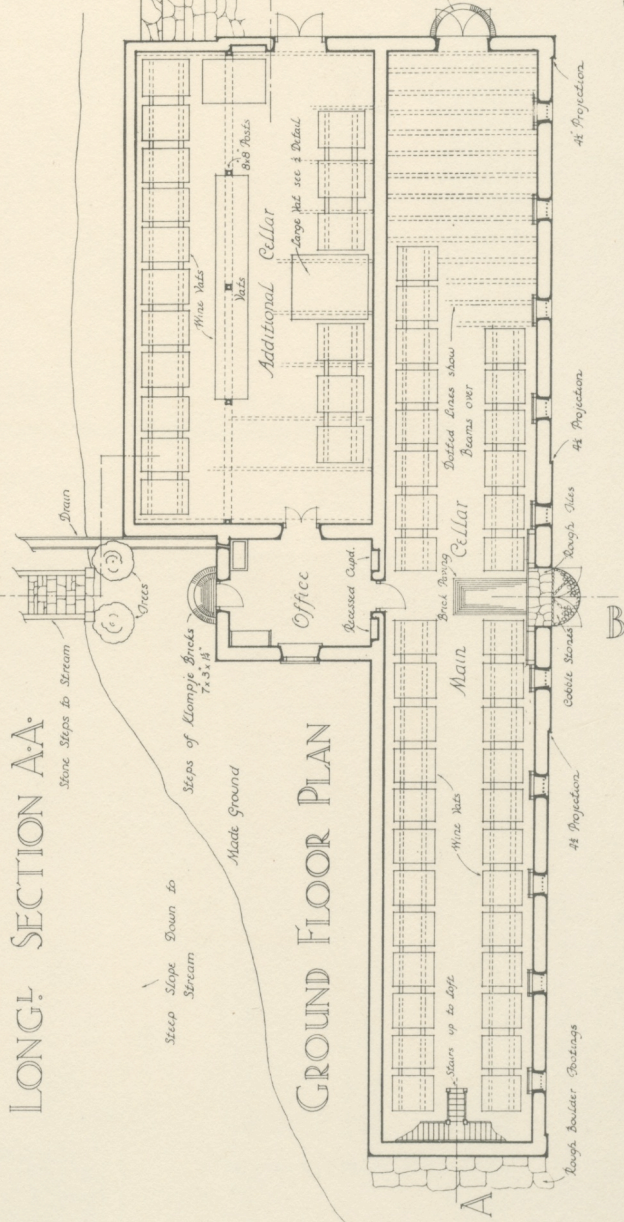 LONGL. SECTION A.A.
Stone Steps to Stream
Drain
Trees
Steps of Klompje Bricks
7 x 3 x 1½"
Made Ground
Steep Slope Down to
Stream
GROUND FLOOR PLAN
Wine Vats
Vats
8x8 Posts
Additional Cellar
Large Vat see ½ Detail
Office
Recessed Cupd.
Dotted Lines show
Beams over
Main Cellar
Brick Paving
Wine Vats
Stairs up to Loft
A
B
Rough Boulder Footings
4½ Projection
Cobble Stones
Rough Tiles
4½ Projection
4½ Projection